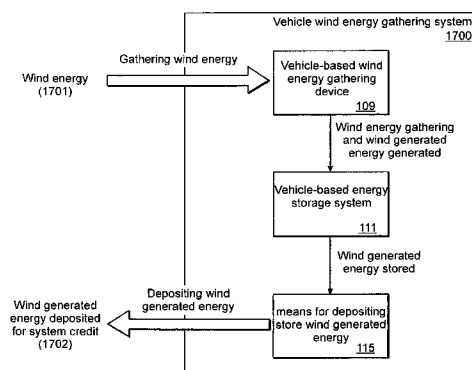 Vehicle wind energy gathering system
1700
Gathering wind energy
Wind energy
(1701)
Vehicle-based wind
energy gathering
device
109
Wind energy gathering
and wind generated
energy generated
Vehicle-based energy
storage system
111
Wind generated
energy stored
Depositing wind
generated energy
Wind generated
energy deposited
for system credit
(1702)
means for depositing
store wind generated
energy
115